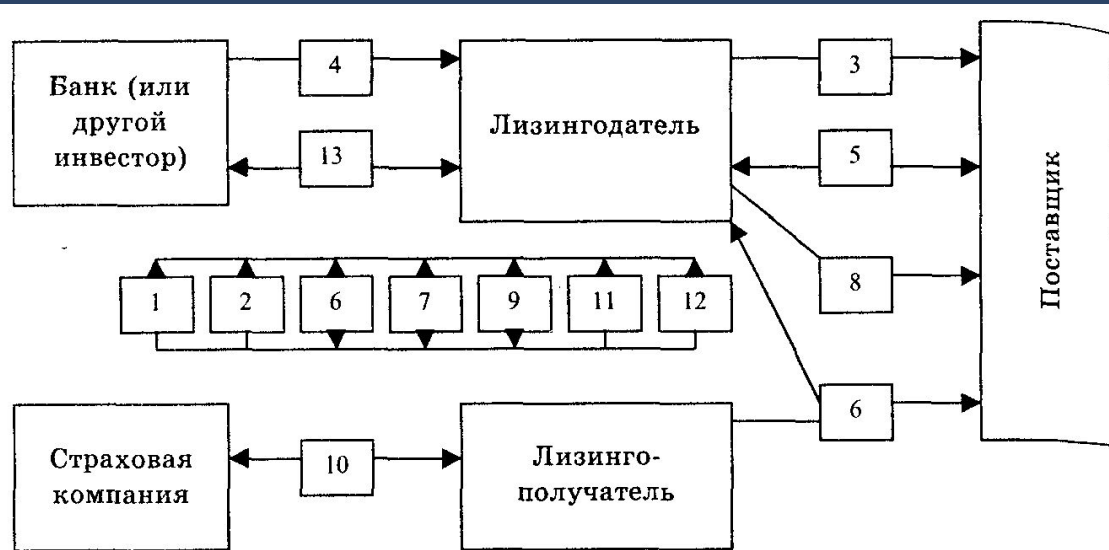 Банк (или
другой
инвестор)
4
13
Лизингодатель
3
5
8
6
Поставщик
1
2
6
7
9
11
12
Страховая
компания
10
Лизинго-
получатель